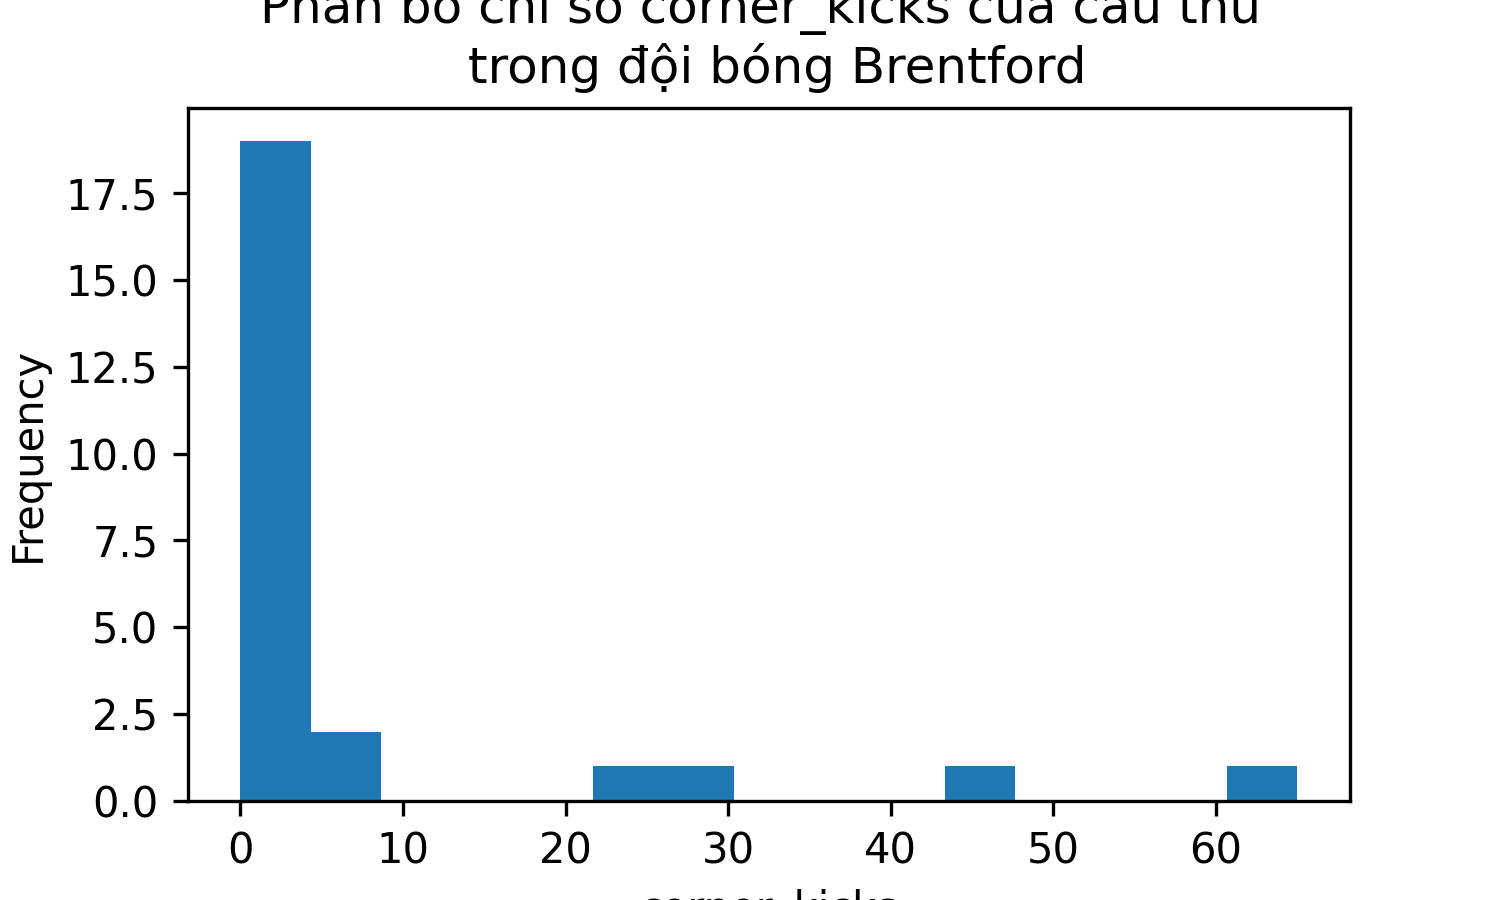 Phân bố chỉ số corner_kicks của cầu thủ
trong đội bóng Brentford
Frequency
17.5
15.0
12.5
10.0
7.5
5.0
2.5
0.0
0 10 20 30 40 50 60
corner_kicks